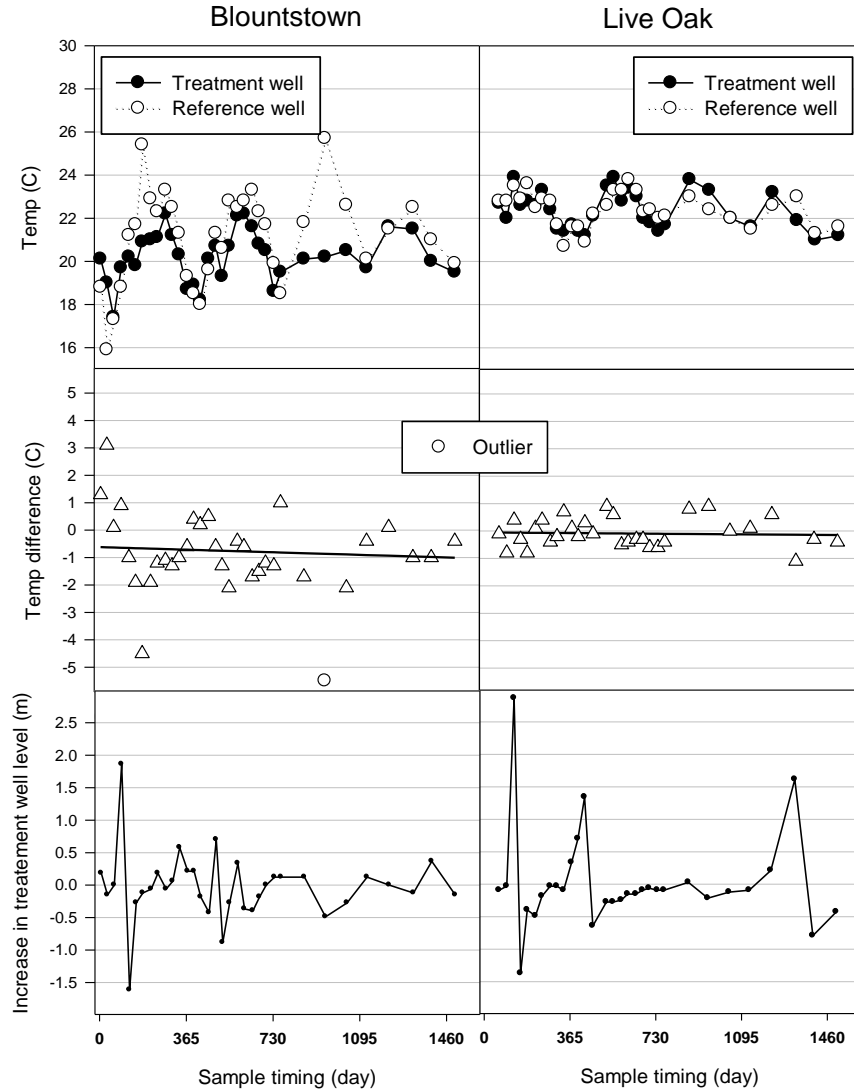 Blountstown
Live Oak
30
28
26
24
22
20
18
16
Temp (C)
Treatment well
Reference well
Treatment well
Reference well
5
4
3
2
1
0
-1
-2
-3
-4
-5
Temp difference (C)
Outlier
2.5
2.0
1.5
1.0
0.5
0.0
-0.5
-1.0
-1.5
Increase in treatement well level (m)
0 365 730 1095 1460
0 365 730 1095 1460
Sample timing (day)
Sample timing (day)